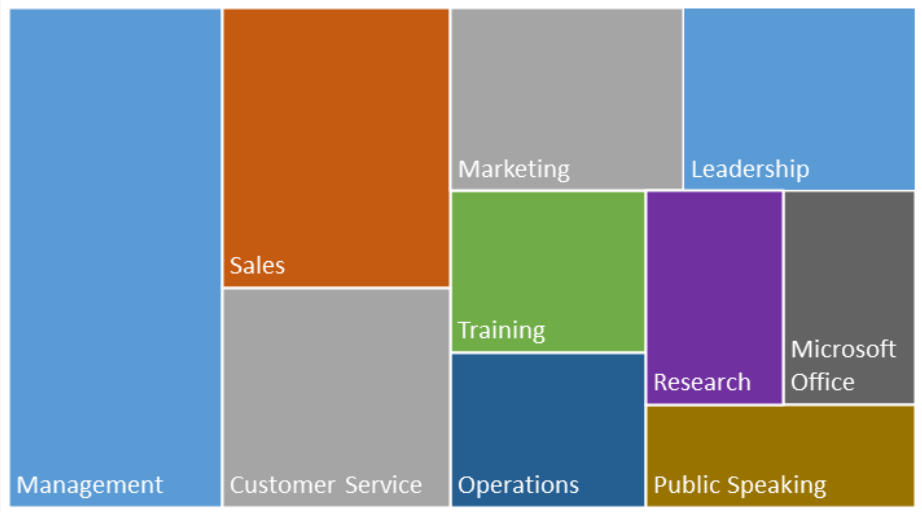 Management
Sales
Customer Service
Marketing
Leadership
Training
Operations
Research
Microsoft
Office
Public Speaking